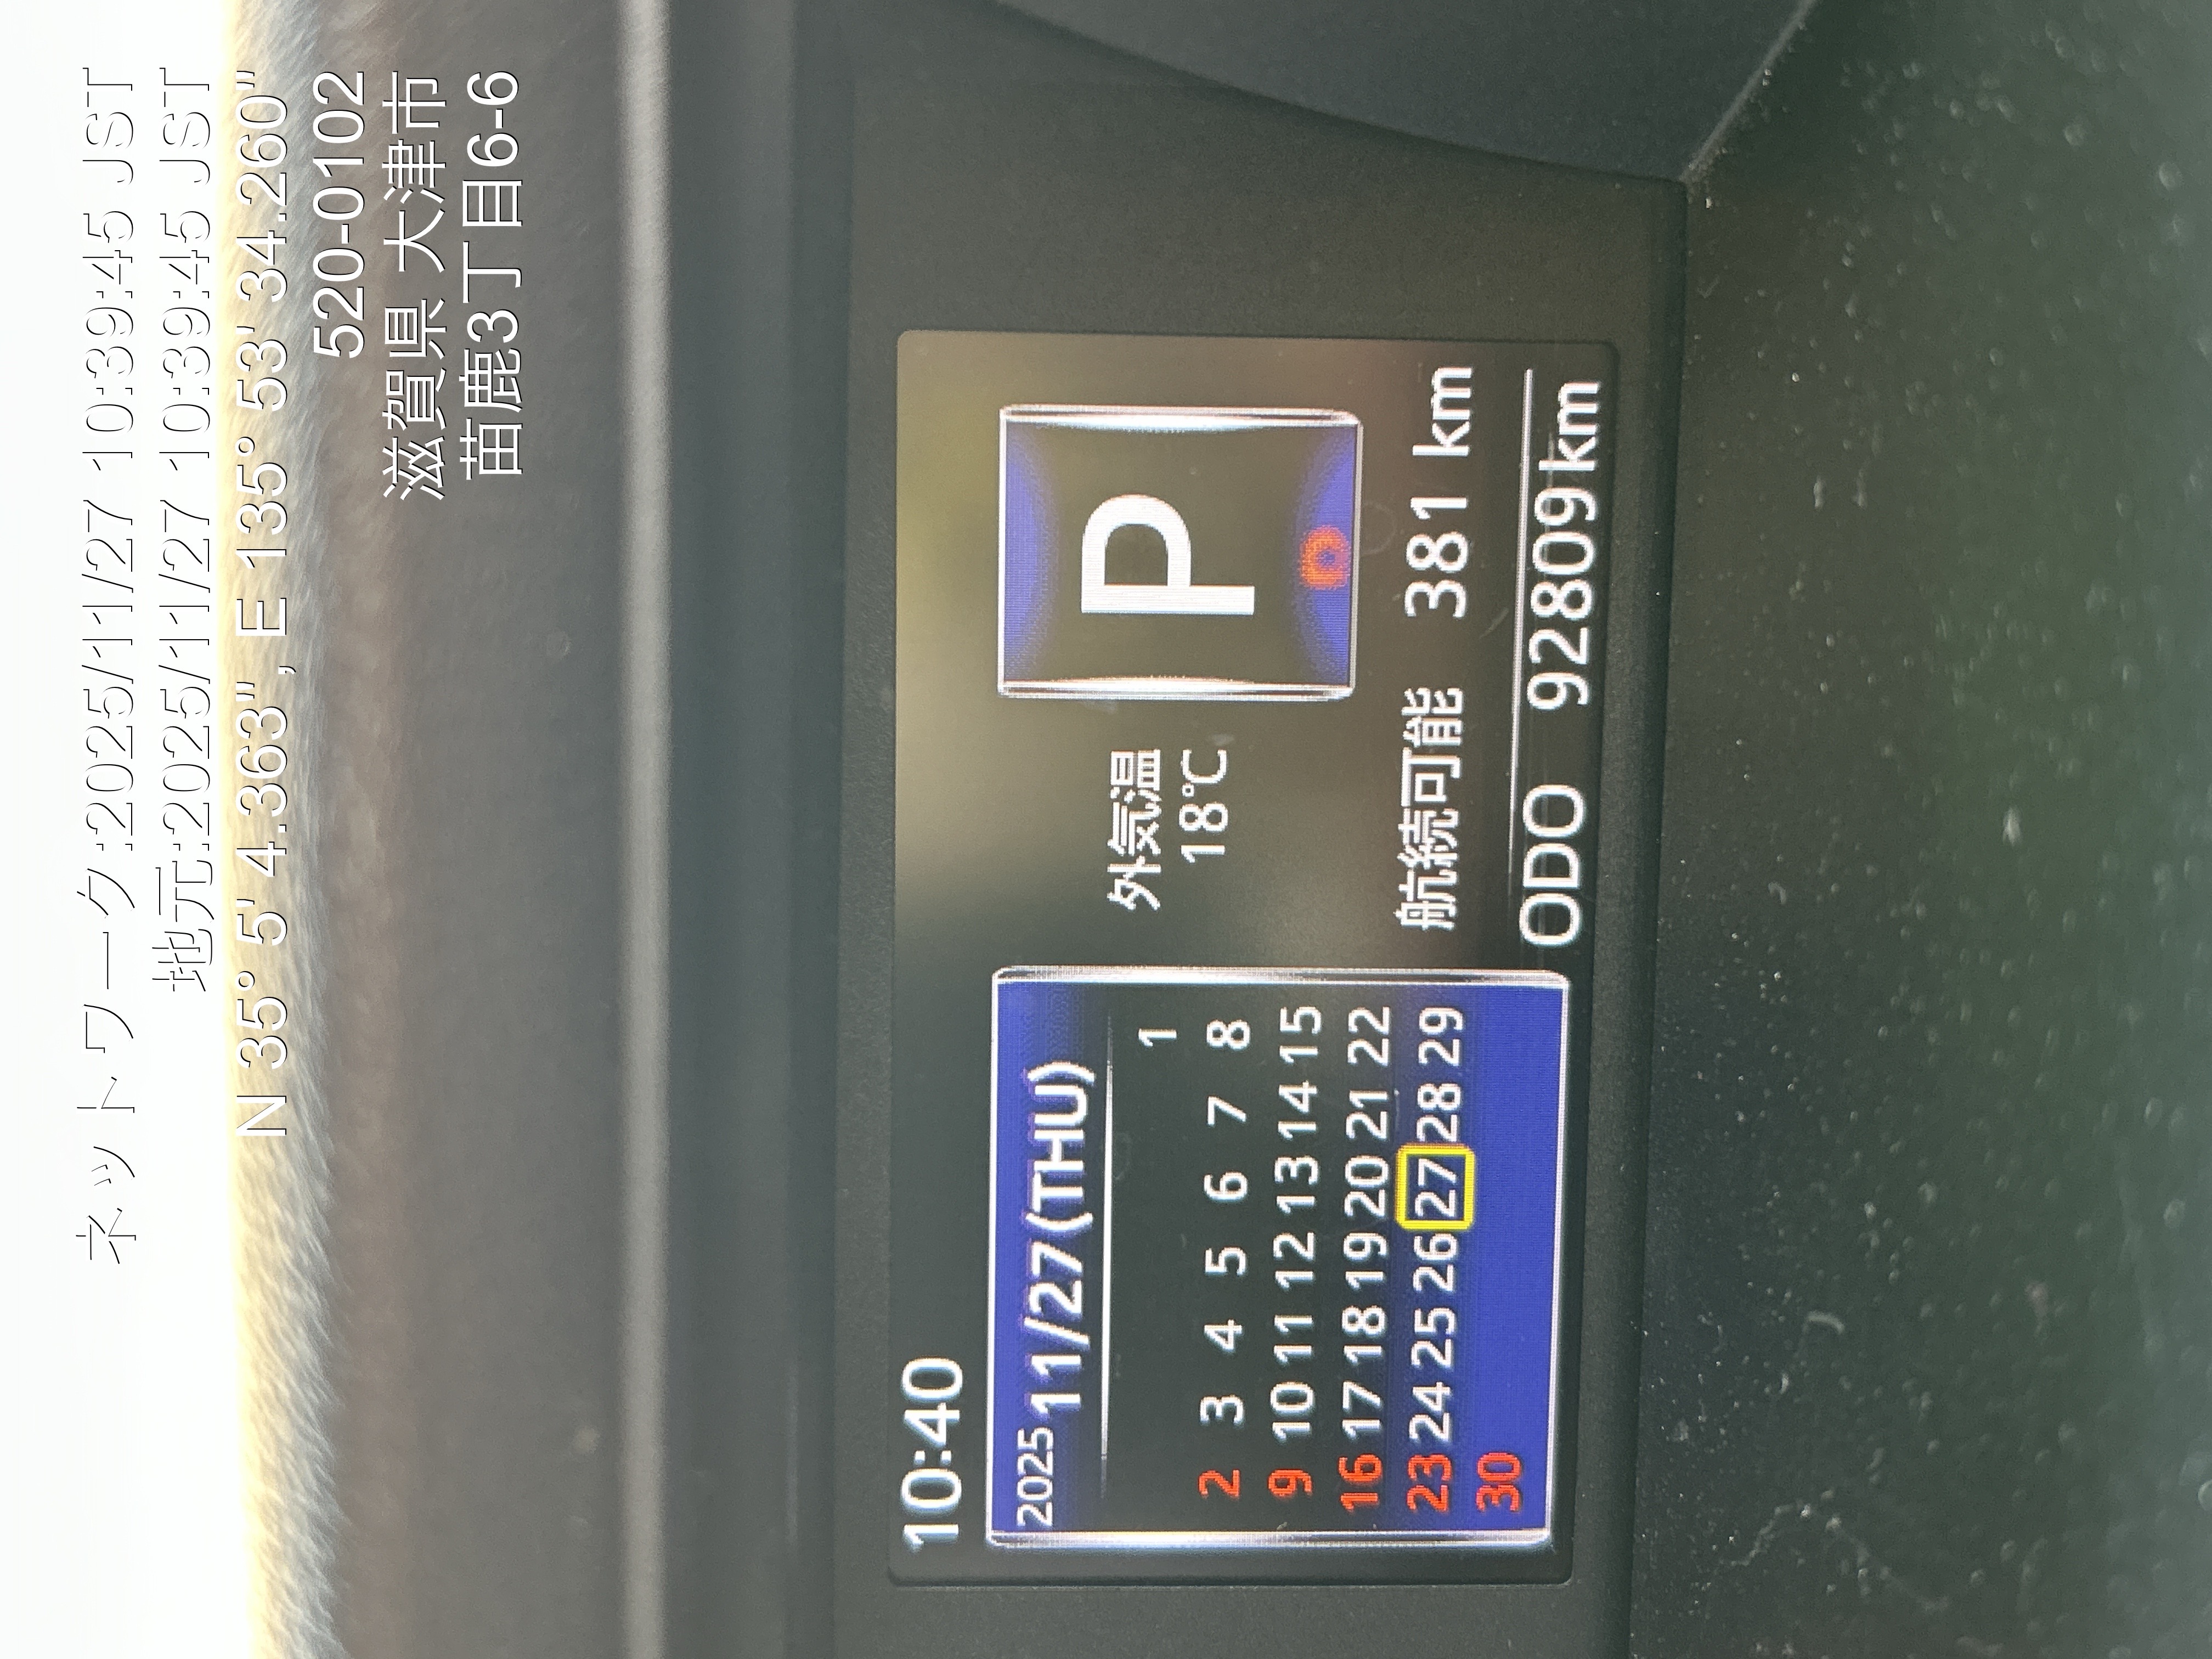 ネットワーク:2025/11/27 10:39:45 JST
地元:2025/11/27 10:39:45 JST
N 35° 5' 4.363", E 135° 53' 34.260"
520-0102
滋賀県 大津市
苗鹿3丁目6-6
10:40
2025 11/27(THU)
1
2 3 4 5 6 7 8
9 10 11 12 13 14 15
16 17 18 19 20 21 22
23 24 25 26 27 28 29
30
外気温
18℃
P
航続可能 381 km
ODO 92809km